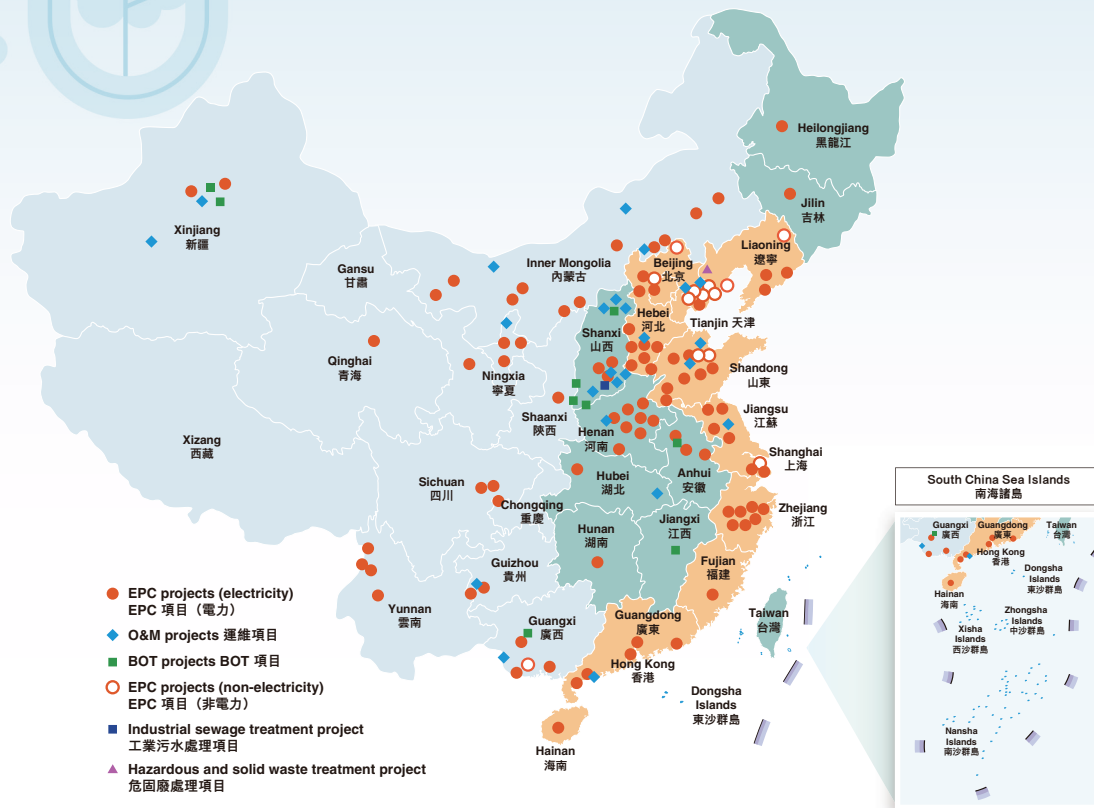 Heilongjiang
黑龍江
Jilin
吉林
Liaoning
遼寧
Xinjiang
新疆
Gansu
甘肅
Inner Mongolia
內蒙古
Beijing
北京
Hebei
河北
Tianjin 天津
Shanxi
山西
Qinghai
青海
Ningxia
寧夏
Shandong
山東
Shaanxi
陝西
Henan
河南
Jiangsu
江蘇
Xizang
西藏
Shanghai
上海
Sichuan
四川
Hubei
湖北
Anhui
安徽
Chongqing
重慶
Zhejiang
浙江
Hunan
湖南
Jiangxi
江西
Guizhou
貴州
Fujian
福建
Yunnan
雲南
Guangxi
廣西
Guangdong
廣東
Taiwan
台灣
Hong Kong
香港
Dongsha
Islands
東沙群島
Hainan
海南
EPC projects (electricity)
EPC 項目（電力）
O&M projects 運維項目
BOT projects BOT 項目
EPC projects (non-electricity)
EPC 項目（非電力）
Industrial sewage treatment project
工業污水處理項目
Hazardous and solid waste treatment project
危固廢處理項目
South China Sea Islands
南海諸島
Guangxi
廣西
Guangdong
廣東
Taiwan
台灣
Hong Kong
香港
Dongsha
Islands
東沙群島
Hainan
海南
Zhongsha
Islands
中沙群島
Xisha
Islands
西沙群島
Nansha
Islands
南沙群島